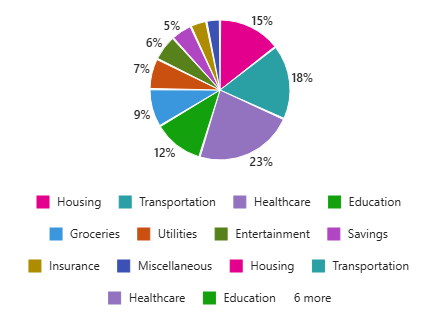 5%
15%
6%
7%
18%
9%
12%
23%
Housing Transportation Healthcare Education
Groceries Utilities Entertainment Savings
Insurance Miscellaneous Housing Transportation
Healthcare Education 6 more